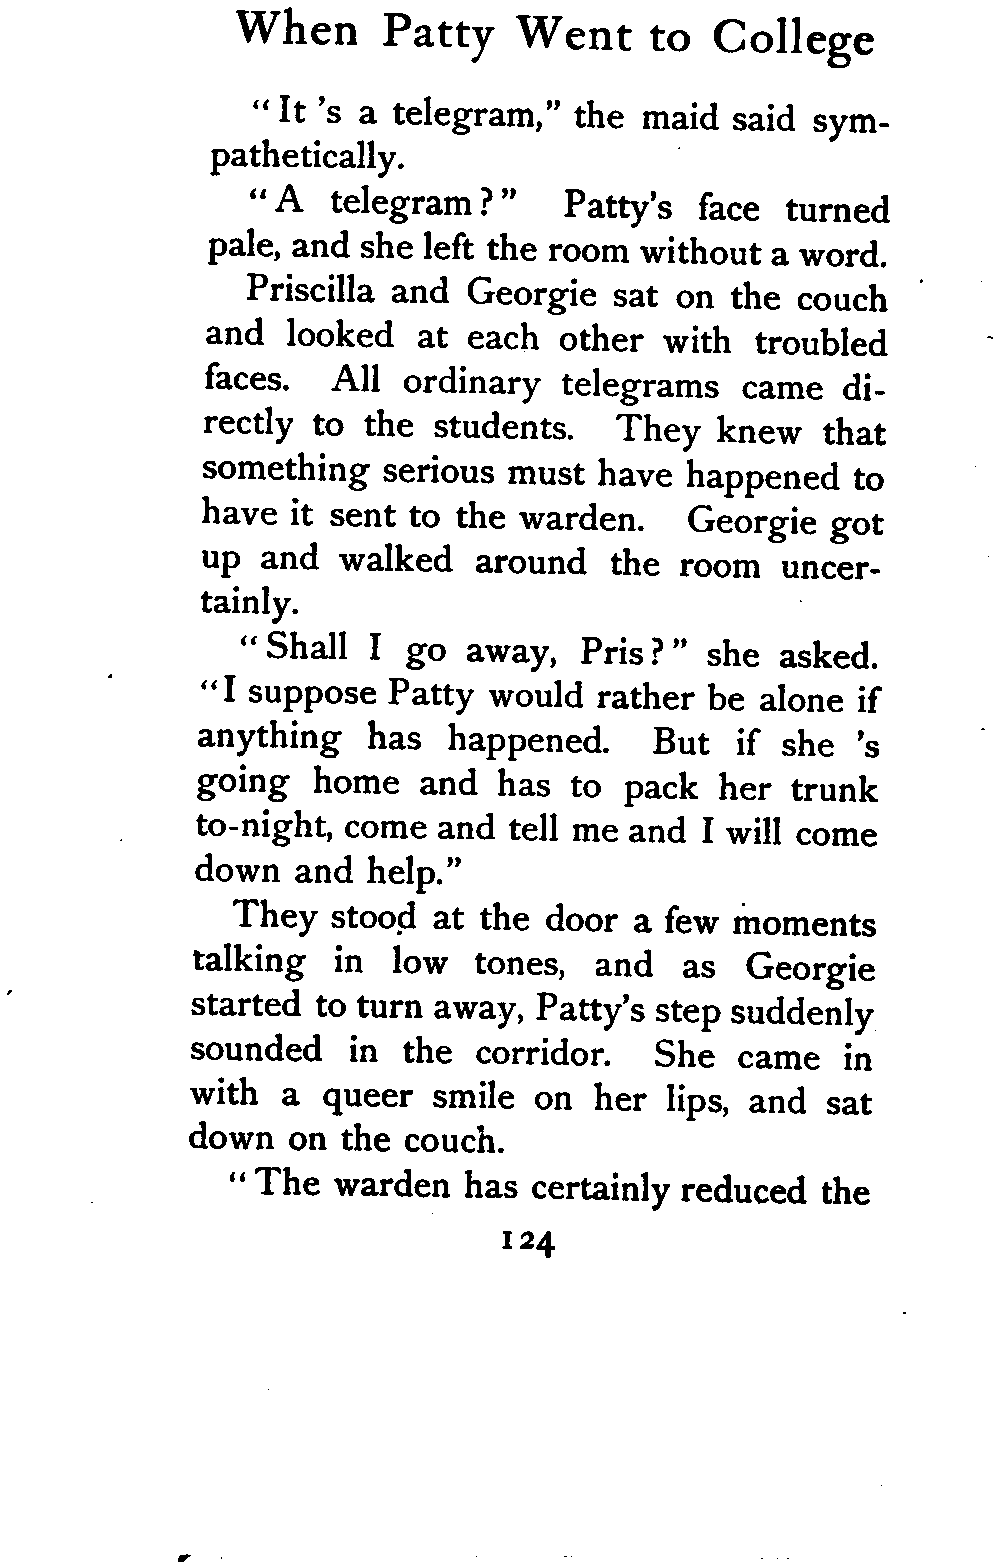 When Patty Went to College
"It 's a telegram," the maid said sym-
pathetically.
"A telegram?" Patty's face turned
pale, and she left the room without a word.
Priscilla and Georgie sat on the couch
and looked at each other with troubled
faces. All ordinary telegrams came di-
rectly to the students. They knew that
something serious must have happened to
have it sent to the warden. Georgie got
up and walked around the room uncer-
tainly.
"Shall I go away, Pris?" she asked.
"I suppose Patty would rather be alone if
anything has happened. But if she 's
going home and has to pack her trunk
to-night, come and tell me and I will come
down and help."
They stood at the door a few moments
talking in low tones, and as Georgie
started to turn away, Patty's step suddenly
sounded in the corridor. She came in
with a queer smile on her lips, and sat
down on the couch.
"The warden has certainly reduced the
124